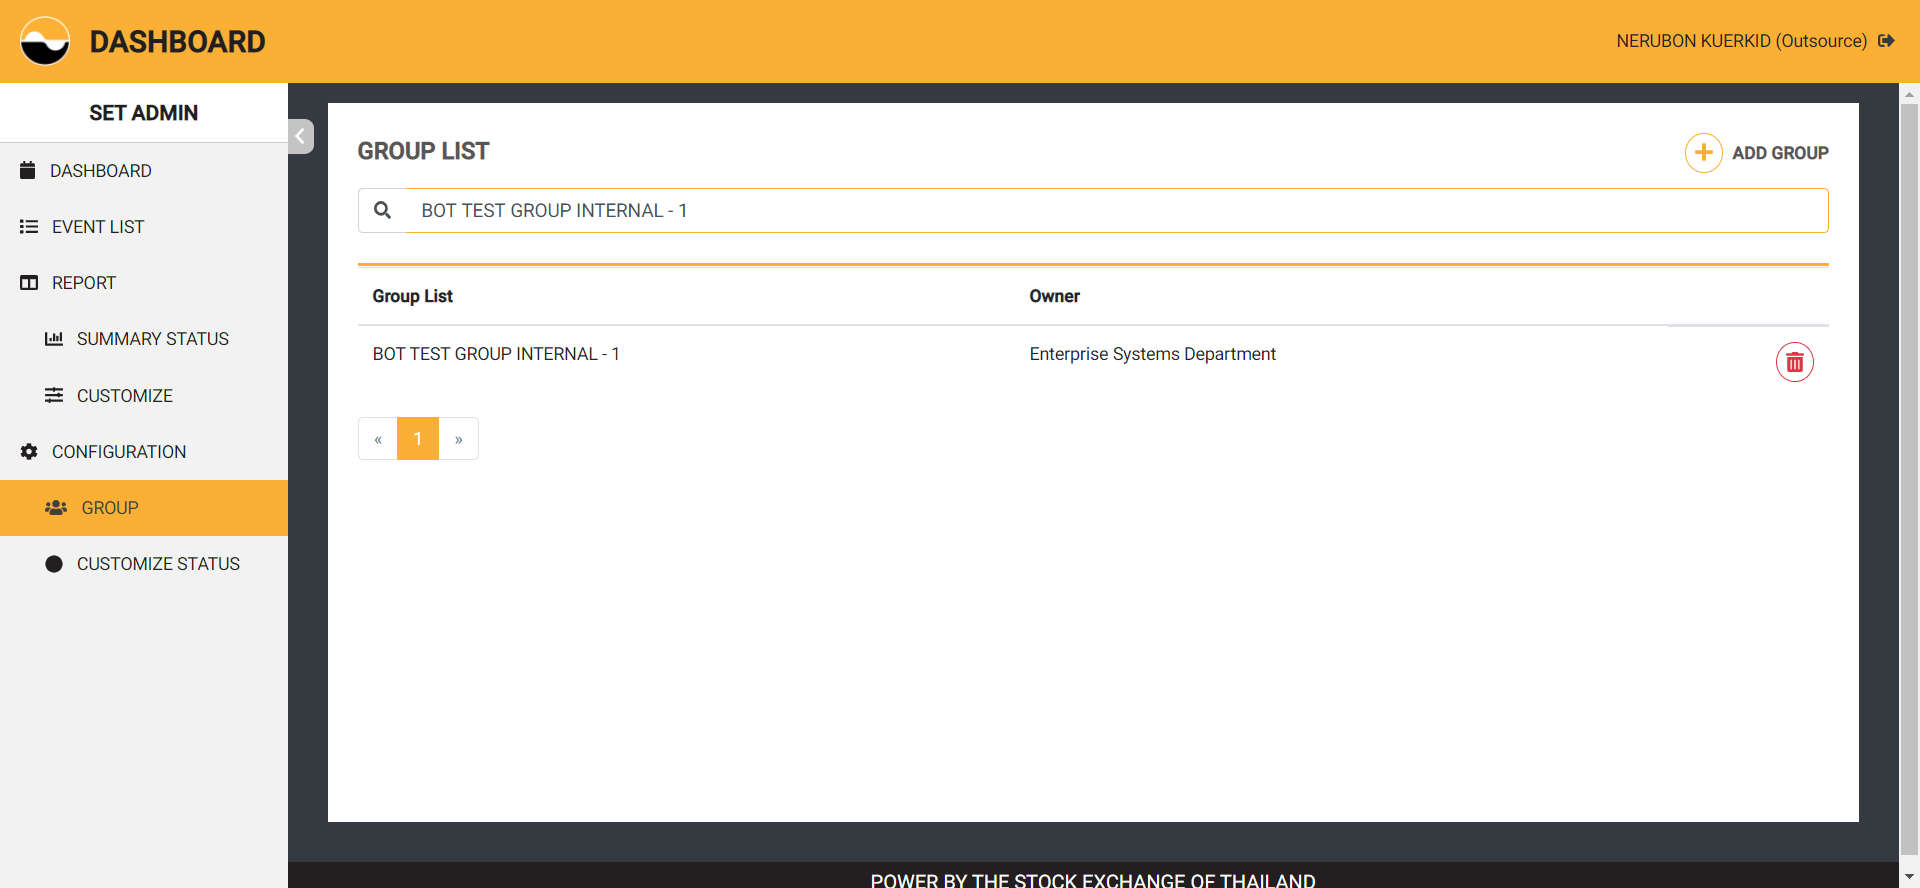 DASHBOARD
NERUBON KUERKID (Outsource)
SET ADMIN
DASHBOARD
EVENT LIST
REPORT
SUMMARY STATUS
CUSTOMIZE
CONFIGURATION
GROUP
CUSTOMIZE STATUS
GROUP LIST
ADD GROUP
BOT TEST GROUP INTERNAL - 1
Group List Owner
BOT TEST GROUP INTERNAL - 1 Enterprise Systems Department
« 1 »
POWER BY THE STOCK EXCHANGE OF THAILAND